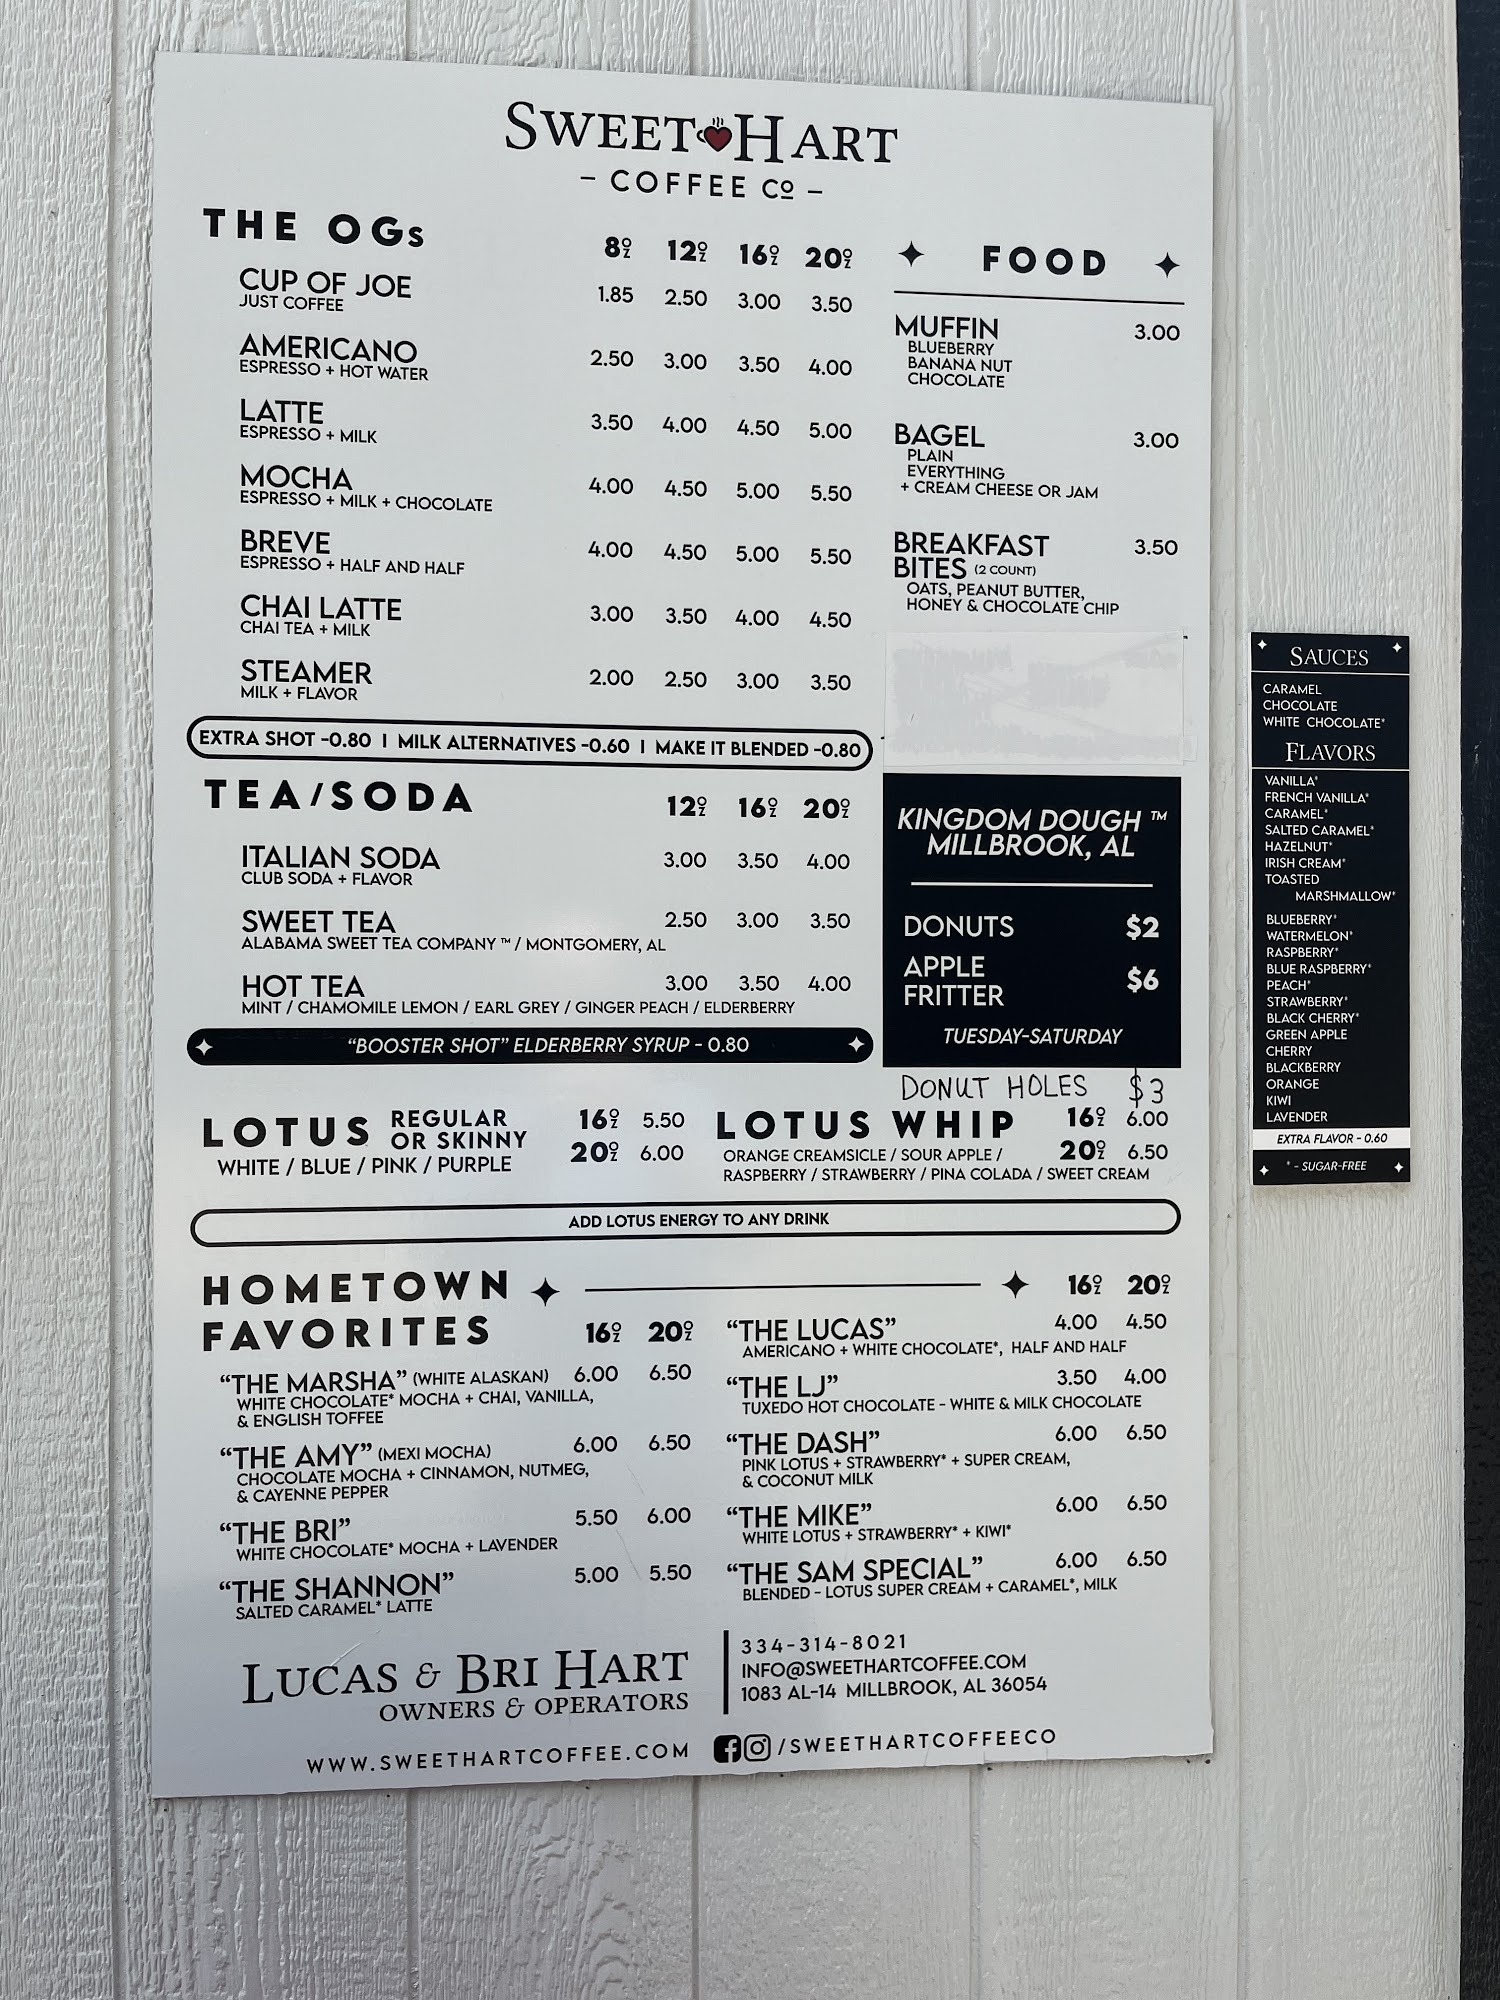 SWEET HART
- COFFEE CO -
THE OGs
8OZ 12OZ 16OZ 20OZ
CUP OF JOE 1.85 2.50 3.00 3.50
JUST COFFEE
AMERICANO 2.50 3.00 3.50 4.00
ESPRESSO + HOT WATER
LATTE 3.50 4.00 4.50 5.00
ESPRESSO + MILK
MOCHA 4.00 4.50 5.00 5.50
ESPRESSO + MILK + CHOCOLATE
BREVE 4.00 4.50 5.00 5.50
ESPRESSO + HALF AND HALF
CHAI LATTE 3.00 3.50 4.00 4.50
CHAI TEA + MILK
STEAMER 2.00 2.50 3.00 3.50
MILK + FLAVOR
EXTRA SHOT -0.80 | MILK ALTERNATIVES -0.60 | MAKE IT BLENDED -0.80
FOOD
MUFFIN 3.00
BLUEBERRY
BANANA NUT
CHOCOLATE
BAGEL 3.00
PLAIN
EVERYTHING
+ CREAM CHEESE OR JAM
BREAKFAST 3.50
BITES (2 COUNT)
OATS, PEANUT BUTTER,
HONEY & CHOCOLATE CHIP
TEA/SODA 12OZ 16OZ 20OZ
ITALIAN SODA 3.00 3.50 4.00
CLUB SODA + FLAVOR
SWEET TEA 2.50 3.00 3.50
ALABAMA SWEET TEA COMPANY ™ / MONTGOMERY, AL
HOT TEA 3.00 3.50 4.00
MINT / CHAMOMILE LEMON / EARL GREY / GINGER PEACH / ELDERBERRY
"BOOSTER SHOT" ELDERBERRY SYRUP - 0.80
KINGDOM DOUGH ™
MILLBROOK, AL
DONUTS $2
APPLE
FRITTER $6
TUESDAY-SATURDAY
DONUT HOLES $3
LOTUS REGULAR OR SKINNY
16OZ 5.50
20OZ 6.00
WHITE / BLUE / PINK / PURPLE
LOTUS WHIP
16OZ 6.00
20OZ 6.50
ORANGE CREAMSICLE / SOUR APPLE /
RASPBERRY / STRAWBERRY / PINA COLADA / SWEET CREAM
ADD LOTUS ENERGY TO ANY DRINK
HOMETOWN
FAVORITES 16OZ 20OZ
"THE MARSHA" (WHITE ALASKAN) 6.00 6.50
WHITE CHOCOLATE* MOCHA + CHAI, VANILLA,
& ENGLISH TOFFEE
"THE AMY" (MEXI MOCHA) 6.00 6.50
CHOCOLATE MOCHA + CINNAMON, NUTMEG,
& CAYENNE PEPPER
"THE BRI" 5.50 6.00
WHITE CHOCOLATE* MOCHA + LAVENDER
"THE SHANNON" 5.00 5.50
SALTED CARAMEL* LATTE
16OZ 20OZ
"THE LUCAS" 4.00 4.50
AMERICANO + WHITE CHOCOLATE*, HALF AND HALF
"THE LJ" 3.50 4.00
TUXEDO HOT CHOCOLATE - WHITE & MILK CHOCOLATE
"THE DASH" 6.00 6.50
PINK LOTUS + STRAWBERRY* + SUPER CREAM,
& COCONUT MILK
"THE MIKE" 6.00 6.50
WHITE LOTUS + STRAWBERRY* + KIWI*
"THE SAM SPECIAL" 6.00 6.50
BLENDED - LOTUS SUPER CREAM + CARAMEL*, MILK
LUCAS & BRI HART
OWNERS & OPERATORS
334-314-8021
INFO@SWEETHARTCOFFEE.COM
1083 AL-14 MILLBROOK, AL 36054
WWW.SWEETHARTCOFFEE.COM /SWEETHARTCOFFEECO
SAUCES
CARAMEL
CHOCOLATE
WHITE CHOCOLATE*
FLAVORS
VANILLA*
FRENCH VANILLA*
CARAMEL*
SALTED CARAMEL*
HAZELNUT*
IRISH CREAM*
TOASTED
MARSHMALLOW*
BLUEBERRY*
WATERMELON*
RASPBERRY*
BLUE RASPBERRY*
PEACH*
STRAWBERRY*
BLACK CHERRY*
GREEN APPLE
CHERRY
BLACKBERRY
ORANGE
KIWI
LAVENDER
EXTRA FLAVOR - 0.60
* - SUGAR-FREE